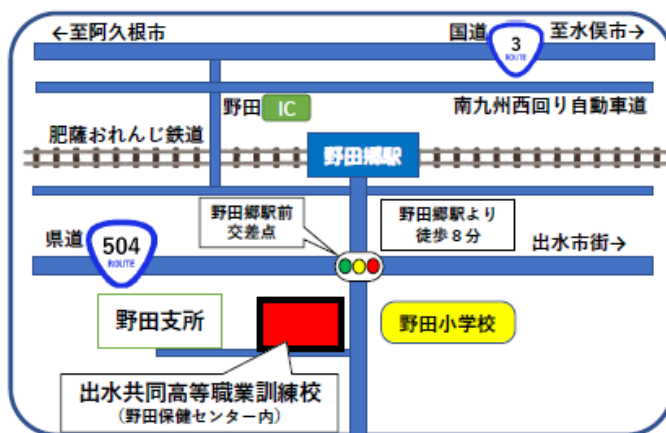 ←至阿久根市
国道
3
ROUTE
至水俣市→
野田 IC
南九州西回り自動車道
肥薩おれんじ鉄道
野田郷駅
野田郷駅前
交差点
野田郷駅より
徒歩8分
県道
504
ROUTE
出水市街→
野田支所
野田小学校
出水共同高等職業訓練校
（野田保健センター内）